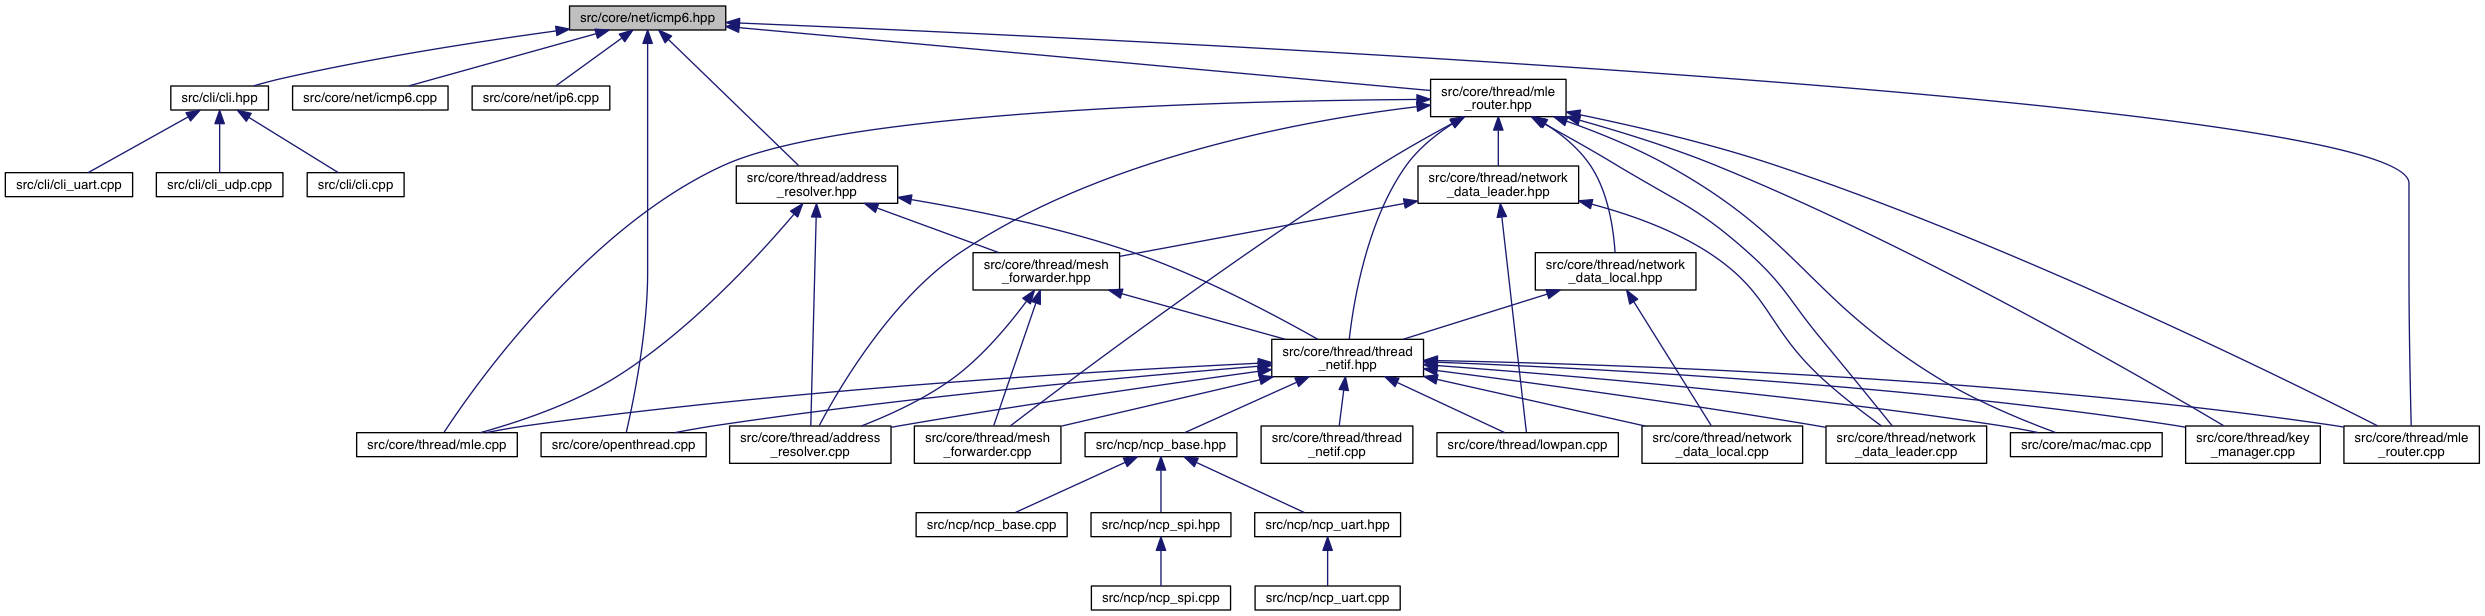 src/core/net/icmp6.hpp
src/cli/cli.hpp
src/core/net/icmp6.cpp
src/core/net/ip6.cpp
src/core/thread/mle
_router.hpp
src/cli/cli_uart.cpp
src/cli/cli_udp.cpp
src/cli/cli.cpp
src/core/thread/address
_resolver.hpp
src/core/thread/network
_data_leader.hpp
src/core/thread/mesh
_forwarder.hpp
src/core/thread/network
_data_local.hpp
src/core/thread/thread
_netif.hpp
src/core/thread/mle.cpp
src/core/openthread.cpp
src/core/thread/address
_resolver.cpp
src/core/thread/mesh
_forwarder.cpp
src/ncp/ncp_base.hpp
src/core/thread/thread
_netif.cpp
src/core/thread/lowpan.cpp
src/core/thread/network
_data_local.cpp
src/core/thread/network
_data_leader.cpp
src/core/mac/mac.cpp
src/core/thread/key
_manager.cpp
src/core/thread/mle
_router.cpp
src/ncp/ncp_base.cpp
src/ncp/ncp_spi.hpp
src/ncp/ncp_uart.hpp
src/ncp/ncp_spi.cpp
src/ncp/ncp_uart.cpp